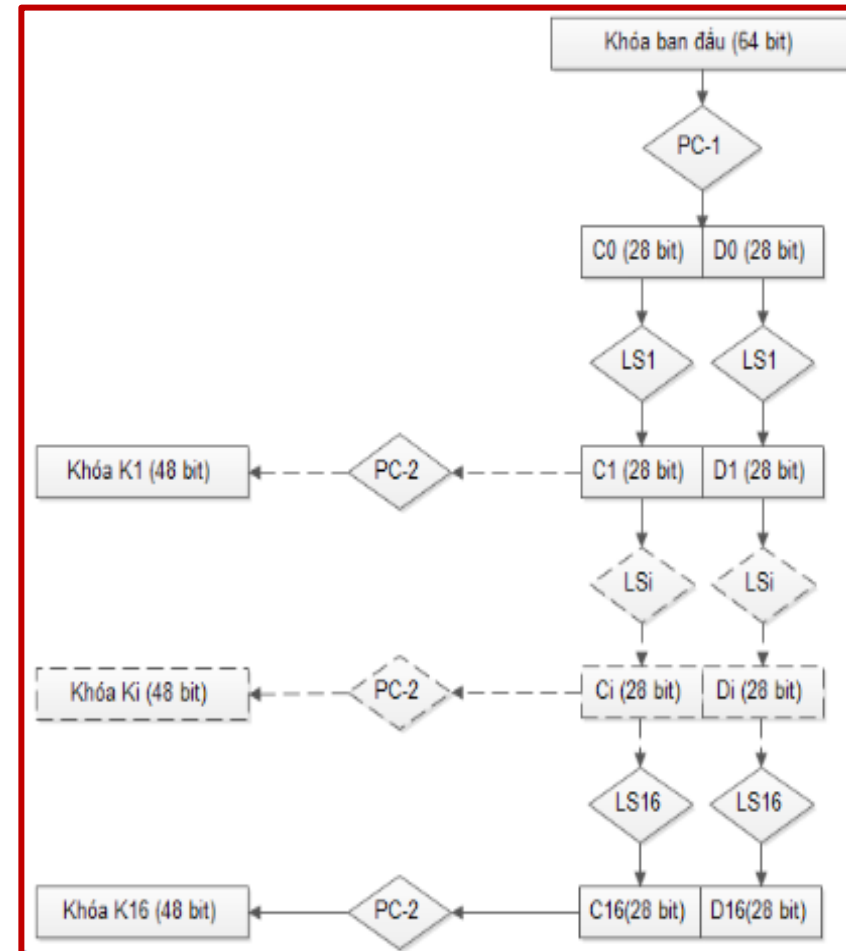 Khóa ban đầu (64 bit)
PC-1
C0 (28 bit) D0 (28 bit)
LS1 LS1
Khóa K1 (48 bit) PC-2 C1 (28 bit) D1 (28 bit)
LSi LSi
Khóa Ki (48 bit) PC-2 Ci (28 bit) Di (28 bit)
LS16 LS16
Khóa K16 (48 bit) PC-2 C16(28 bit) D16(28 bit)